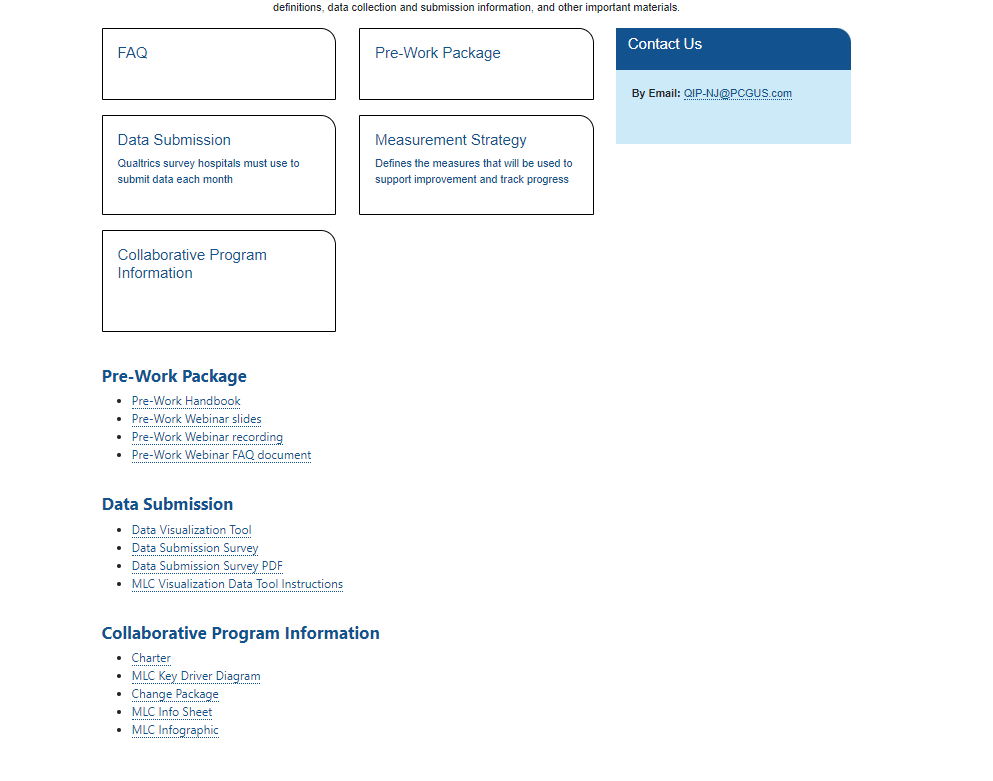 definitions, data collection and submission information, and other important materials.
FAQ
Pre-Work Package
Contact Us
By Email: QIP-NJ@PCGUS.com
Data Submission
Qualtrics survey hospitals must use to
submit data each month
Measurement Strategy
Defines the measures that will be used to
support improvement and track progress
Collaborative Program
Information
Pre-Work Package
Pre-Work Handbook
Pre-Work Webinar slides
Pre-Work Webinar recording
Pre-Work Webinar FAQ document
Data Submission
Data Visualization Tool
Data Submission Survey
Data Submission Survey PDF
MLC Visualization Data Tool Instructions
Collaborative Program Information
Charter
MLC Key Driver Diagram
Change Package
MLC Info Sheet
MLC Infographic